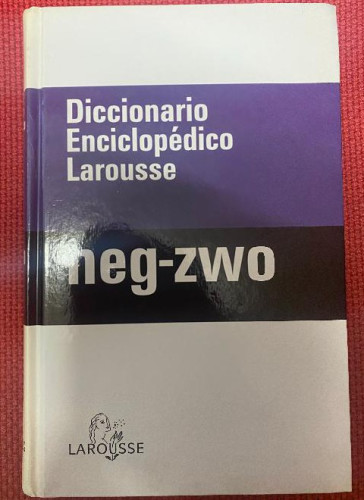 Diccionario
Enciclopédico
Larousse
neg-zwo
LAROUSSE